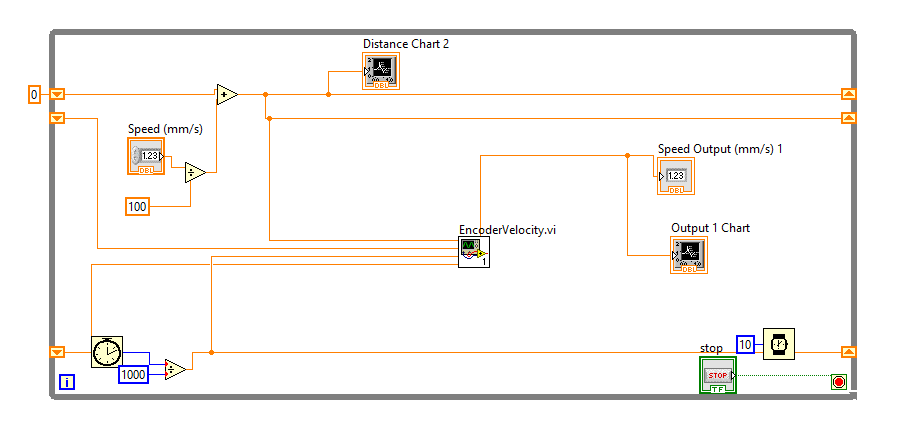 Distance Chart 2
DBL
0
Speed (mm/s)
1.23
DBL
100
Speed Output (mm/s) 1
1.23
DBL
EncoderVelocity.vi
1
Output 1 Chart
DBL
1000
i
stop
STOP
TF
10